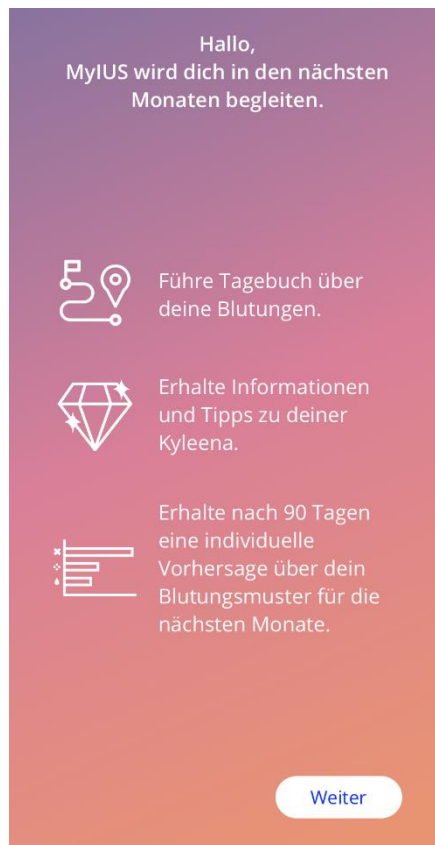 Hallo,
MyIUS wird dich in den nächsten
Monaten begleiten.
Führe Tagebuch über
deine Blutungen.
Erhalte Informationen
und Tipps zu deiner
Kyleena.
Erhalte nach 90 Tagen
eine individuelle
Vorhersage über dein
Blutungsmuster für die
nächsten Monate.
Weiter